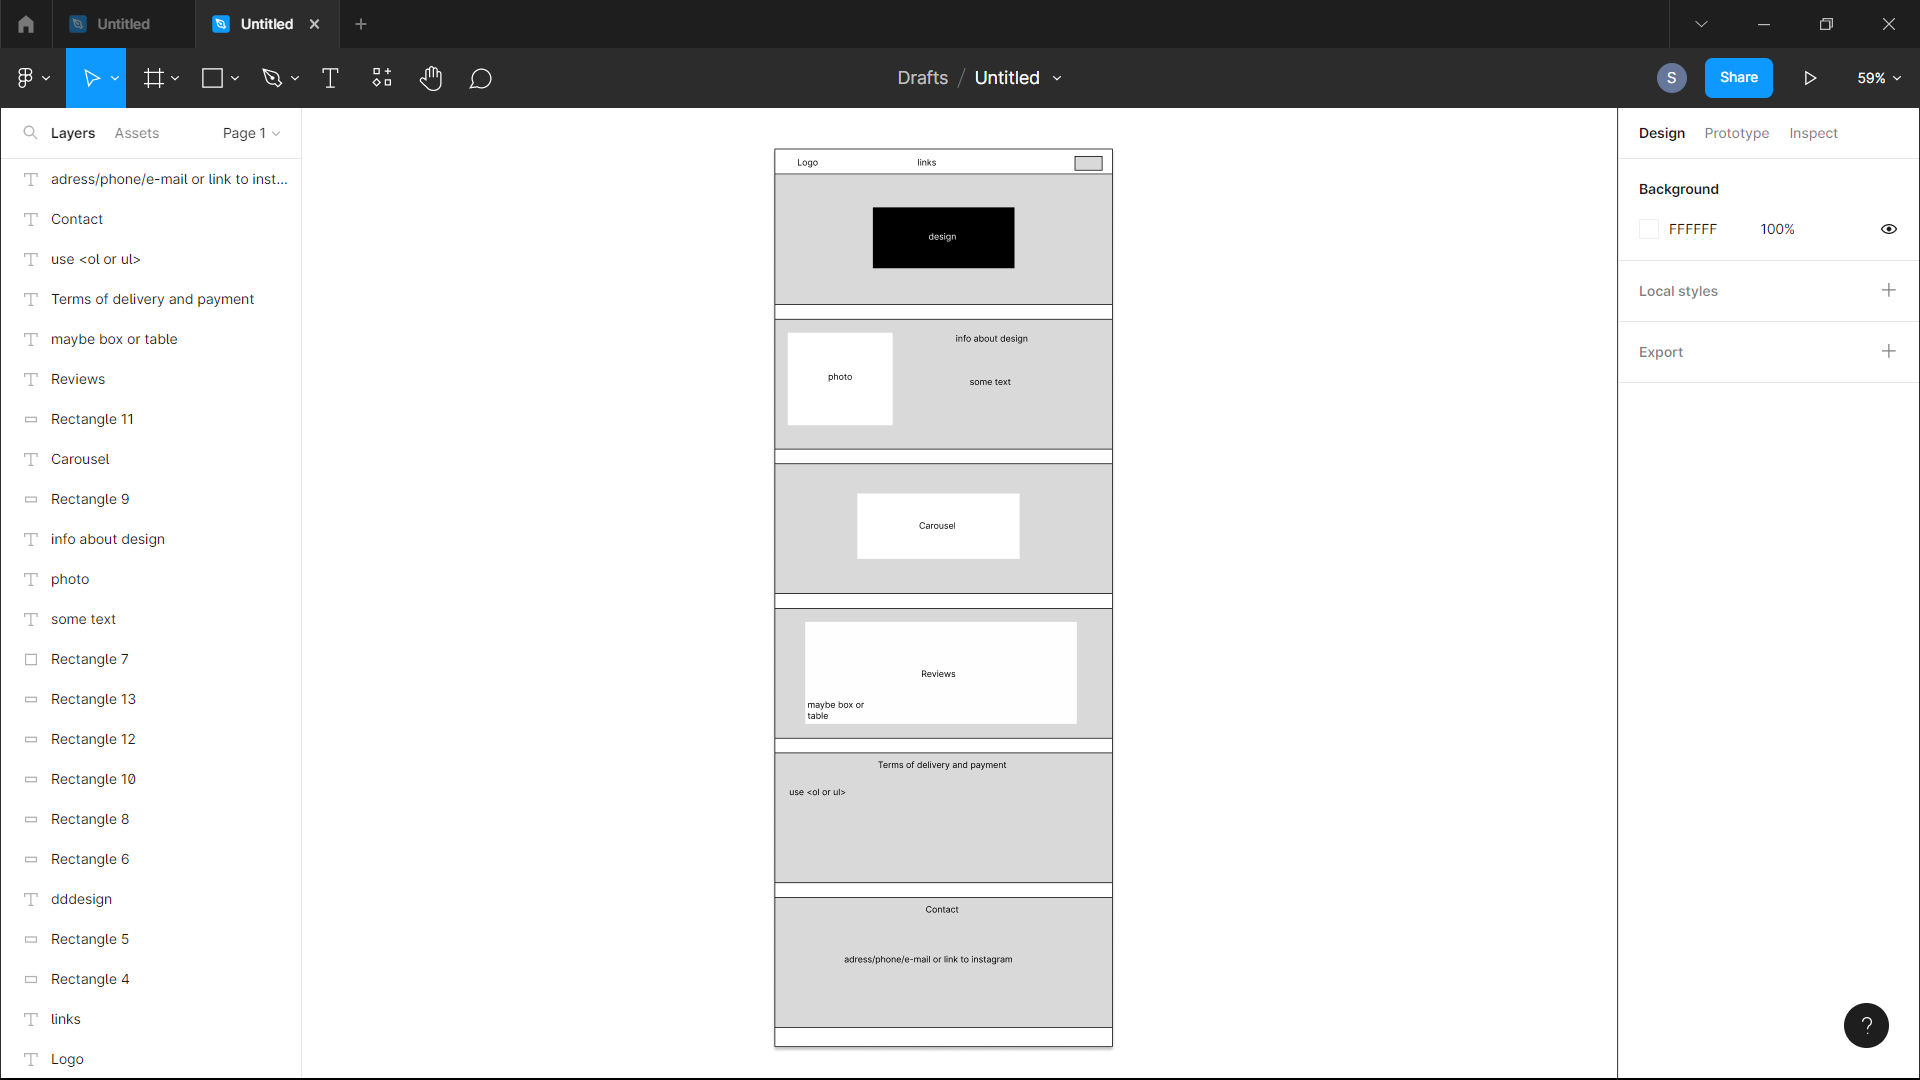 Untitled
Untitled
Drafts / Untitled
S
Share
59%
Layers
Assets
Page 1
adress/phone/e-mail or link to inst...
Contact
use <ol or ul>
Terms of delivery and payment
maybe box or table
Reviews
Rectangle 11
Carousel
Rectangle 9
info about design
photo
some text
Rectangle 7
Rectangle 13
Rectangle 12
Rectangle 10
Rectangle 8
Rectangle 6
dddesign
Rectangle 5
Rectangle 4
links
Logo
Logo
links
design
photo
info about design
some text
Carousel
Reviews
maybe box or
table
Terms of delivery and payment
use <ol or ul>
Contact
adress/phone/e-mail or link to instagram
Design
Prototype
Inspect
Background
FFFFFF
100%
Local styles
Export
?